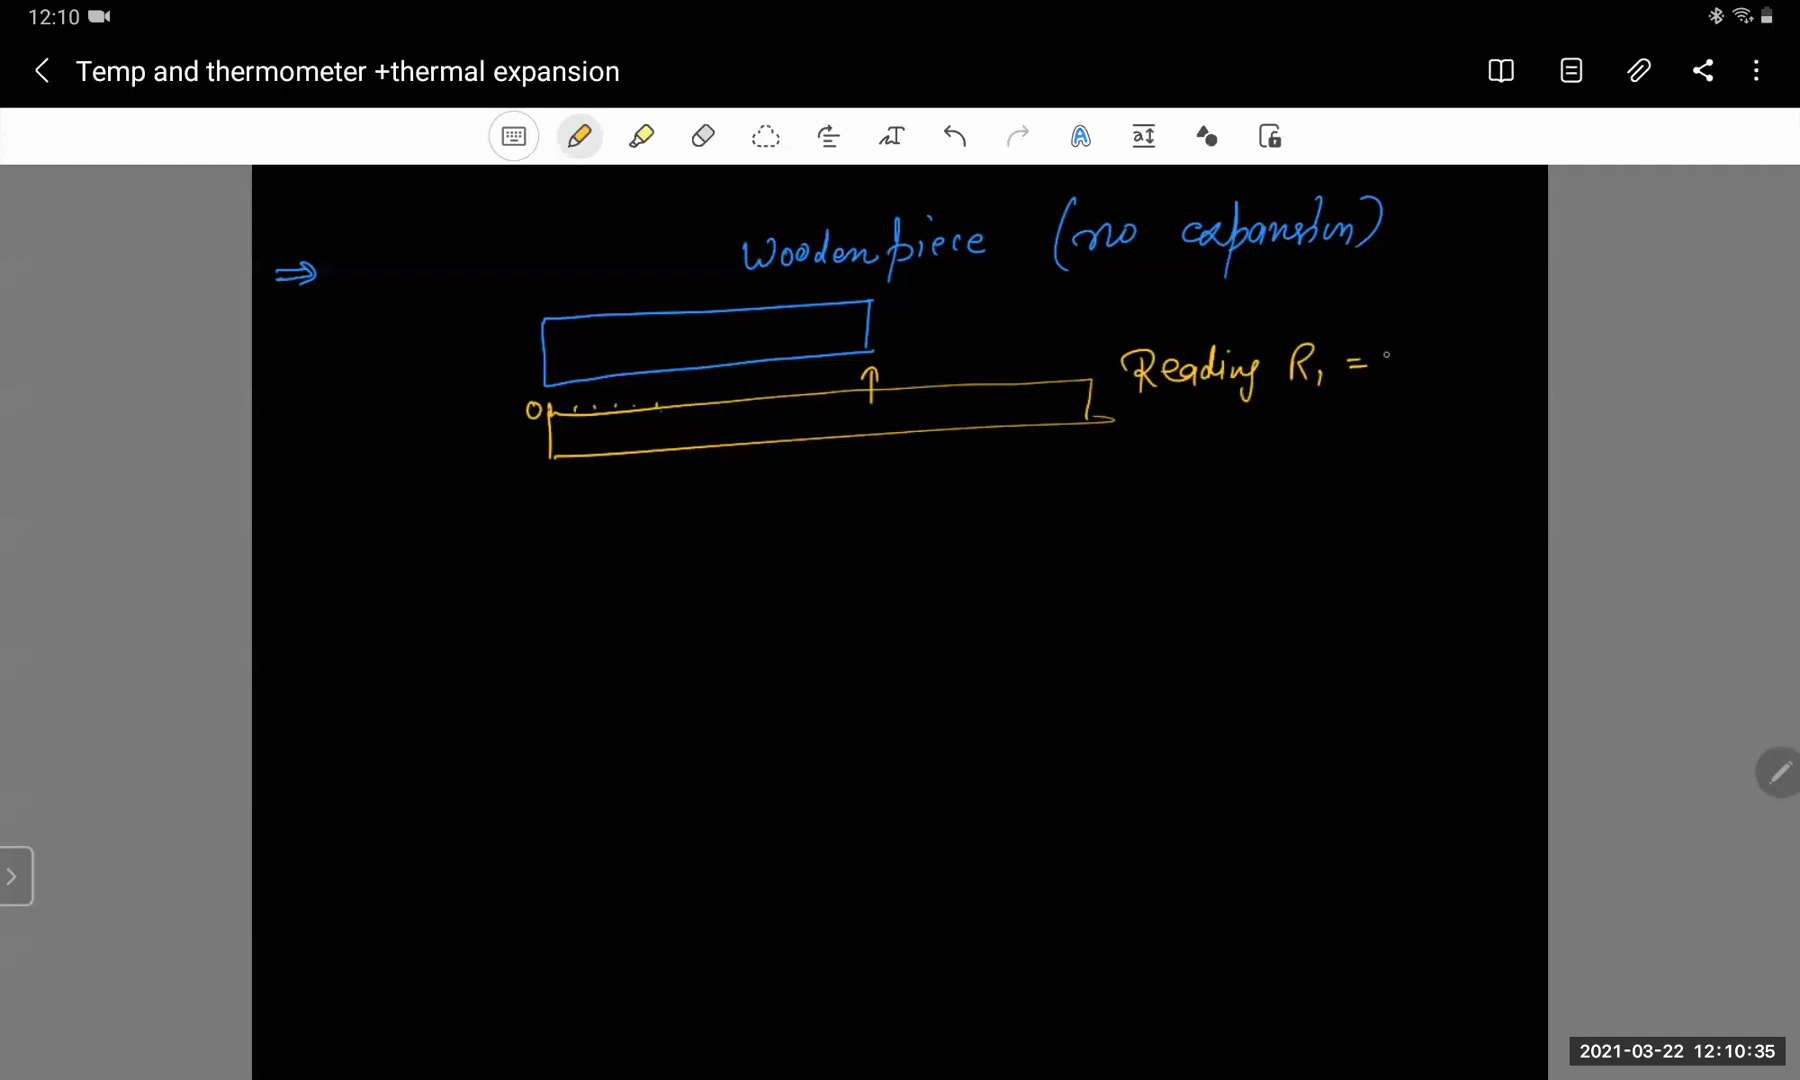 12:10
Temp and thermometer +thermal expansion
⇒ Wooden piece (no expansion)
Reading R₁ =
0
2021-03-22 12:10:35